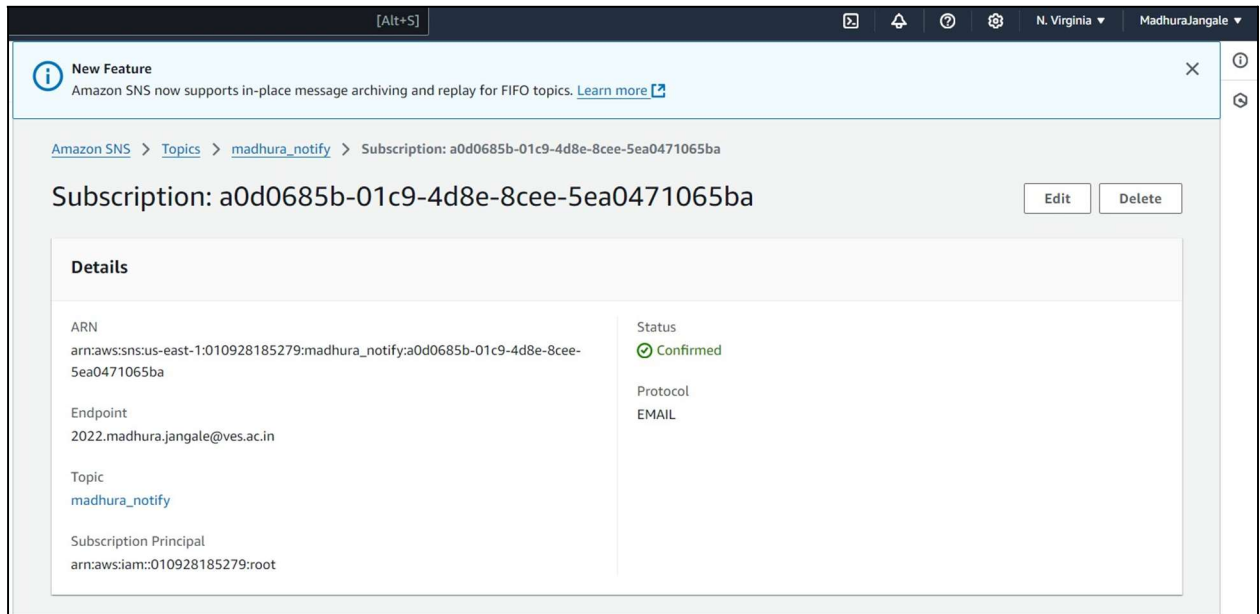 [Alt+S]
N. Virginia ▼
MadhuraJangale ▼
New Feature
Amazon SNS now supports in-place message archiving and replay for FIFO topics. Learn more
Amazon SNS > Topics > madhura_notify > Subscription: a0d0685b-01c9-4d8e-8cee-5ea0471065ba
Subscription: a0d0685b-01c9-4d8e-8cee-5ea0471065ba
Edit
Delete
Details
ARN
arn:aws:sns:us-east-1:010928185279:madhura_notify:a0d0685b-01c9-4d8e-8cee-
5ea0471065ba
Endpoint
2022.madhura.jangale@ves.ac.in
Topic
madhura_notify
Subscription Principal
arn:aws:iam::010928185279:root
Status
Confirmed
Protocol
EMAIL